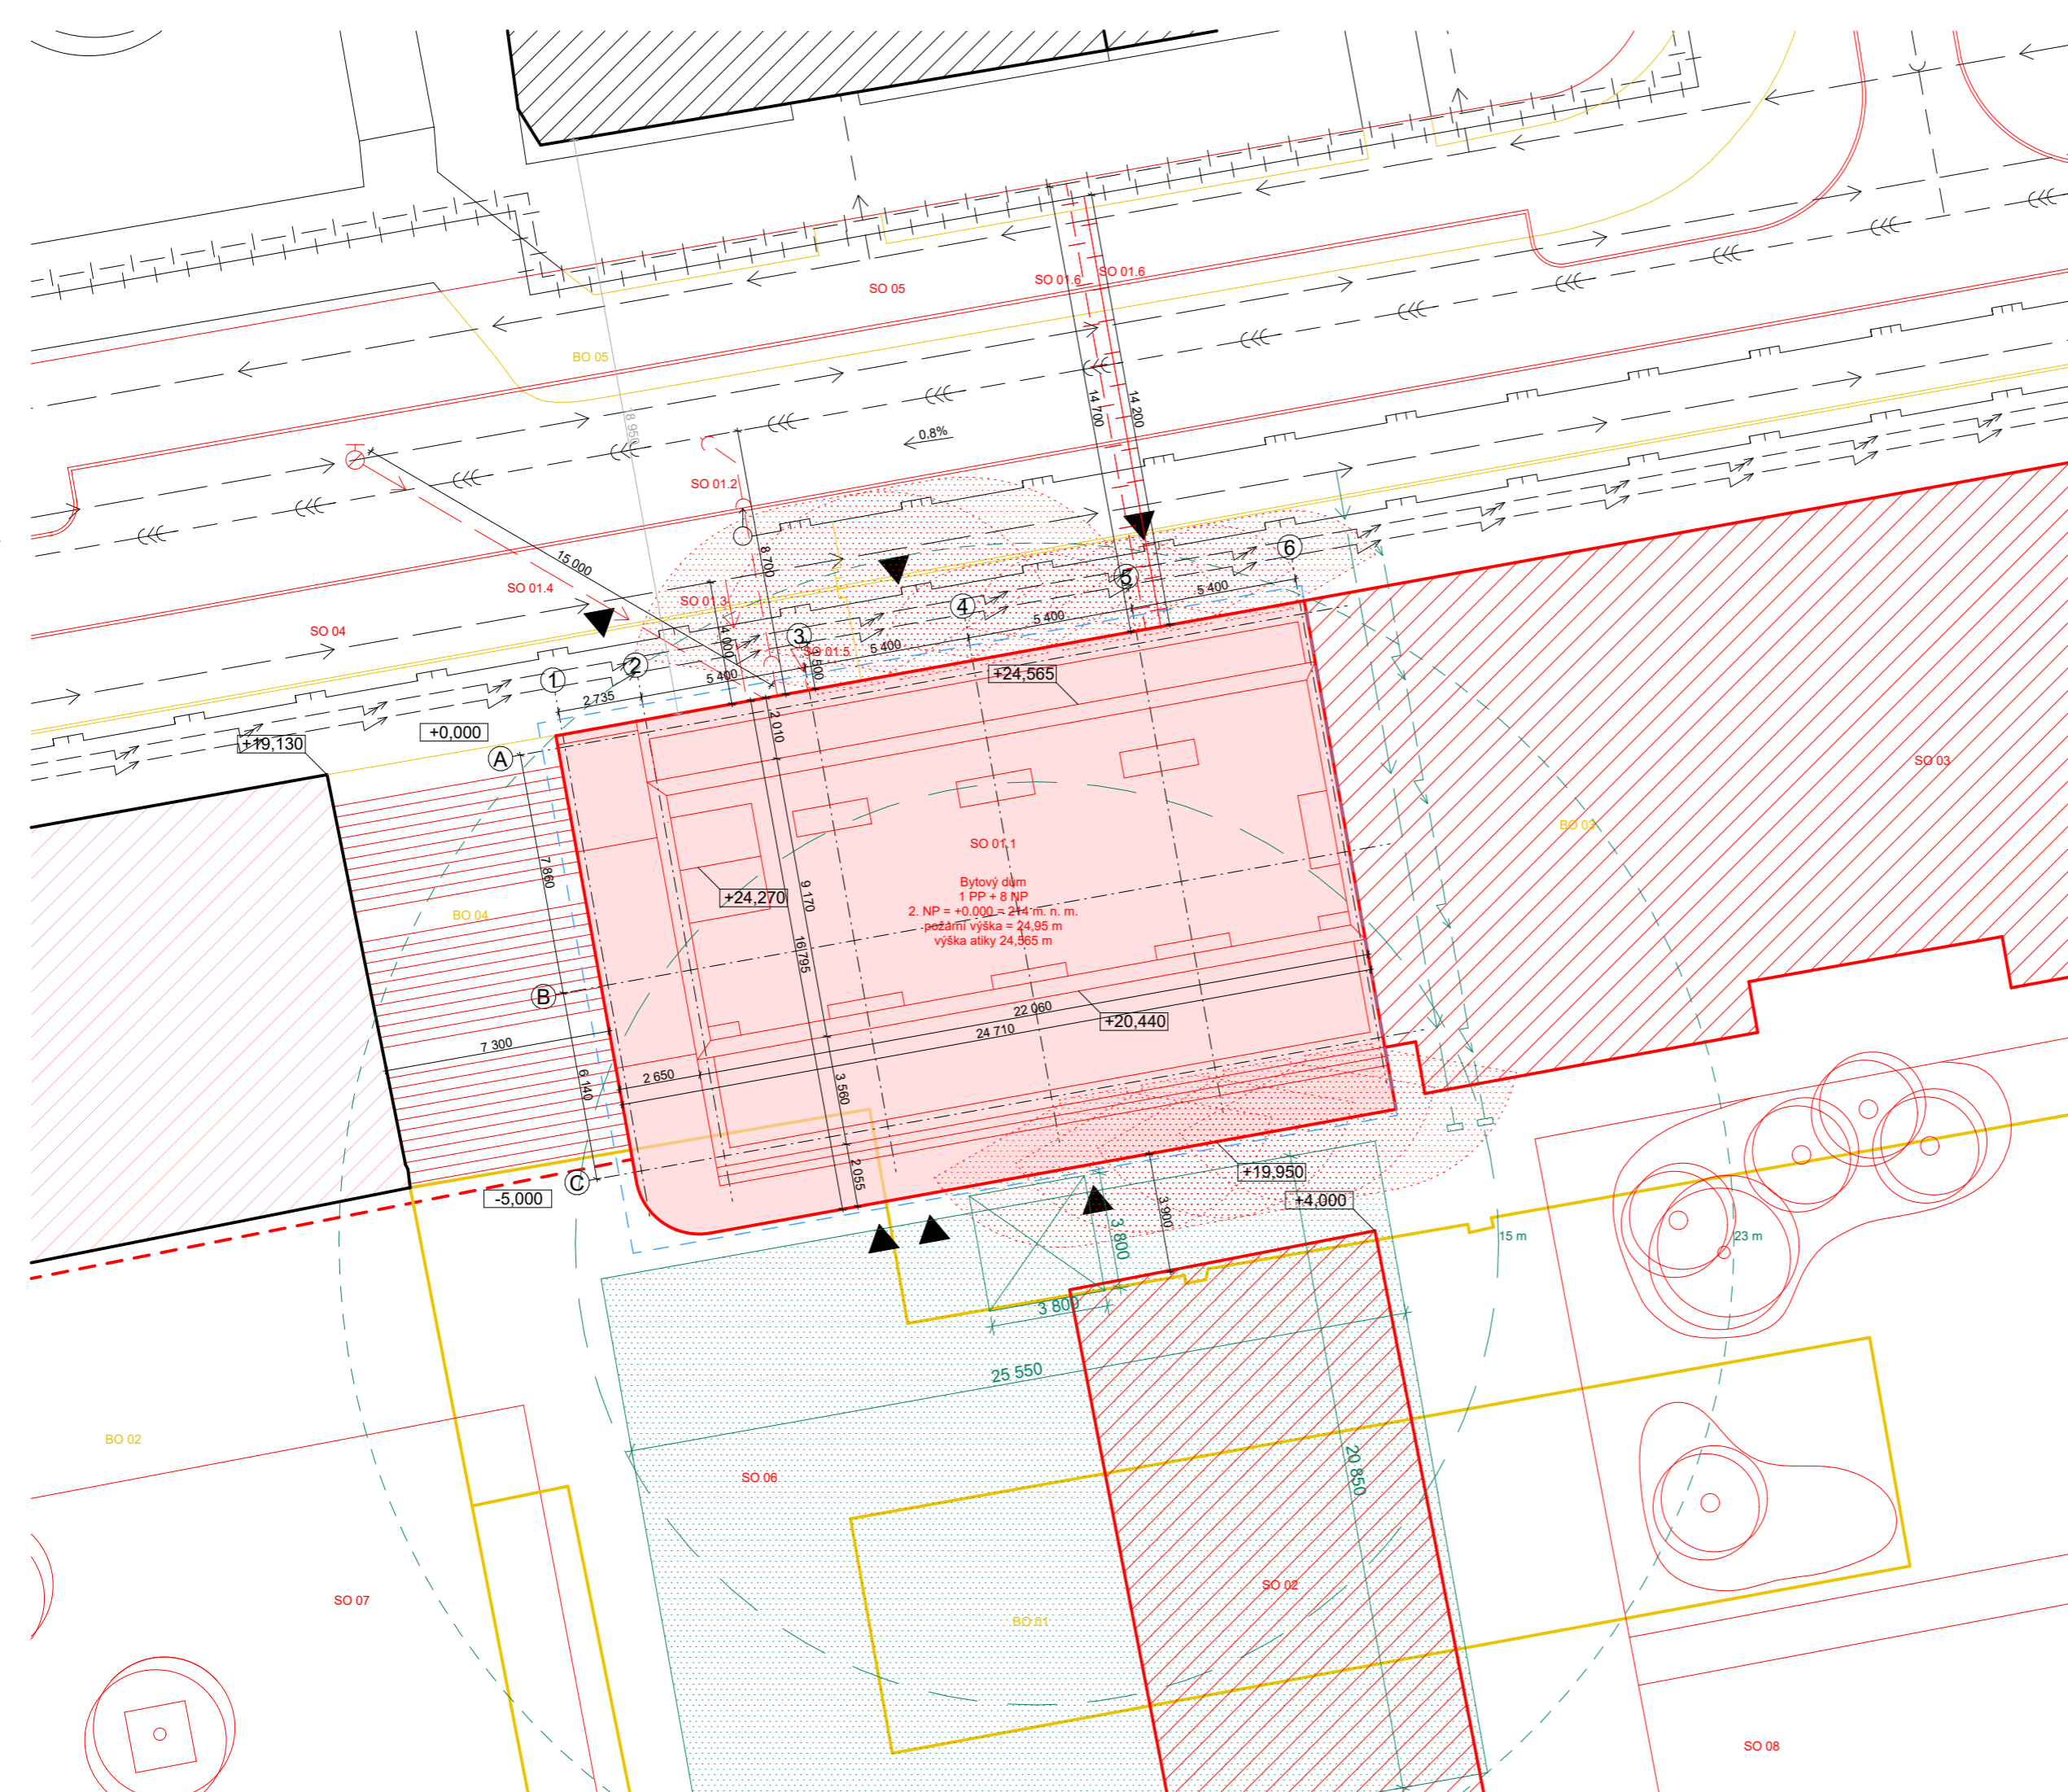 SO 05
SO 01.6
SO 01.6
BO 05
18 950
14 700
14 200
0,8%
SO 01.2
15 000
8 700
SO 01.4
SO 01.3
SO 04
4 000
SO 01.5
1
2
3
4
5
6
2 735
5 400
5 400
5 400
5 400
+24,565
+0,000
+19,130
A
2 010
SO 03
BO 03
SO 01.1
Bytový dům
1 PP + 8 NP
2. NP = +0.000 = 214 m. n. m.
požární výška = 24,95 m
výška atiky 24,565 m
7 860
+24,270
9 170
BO 04
16 795
B
22 060
24 710
+20,440
7 300
2 650
6 140
3 560
2 055
C
-5,000
+19,950
+4,000
3 900
3 800
3 800
15 m
23 m
25 550
20 850
BO 02
SO 06
SO 07
SO 02
BO 01
SO 08